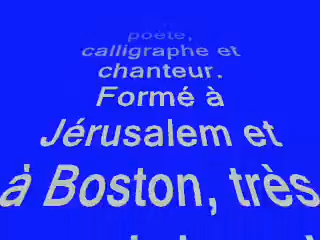 poète,
calligraphe et
chanteur.
Formé à
Jérusalem et
à Boston, très